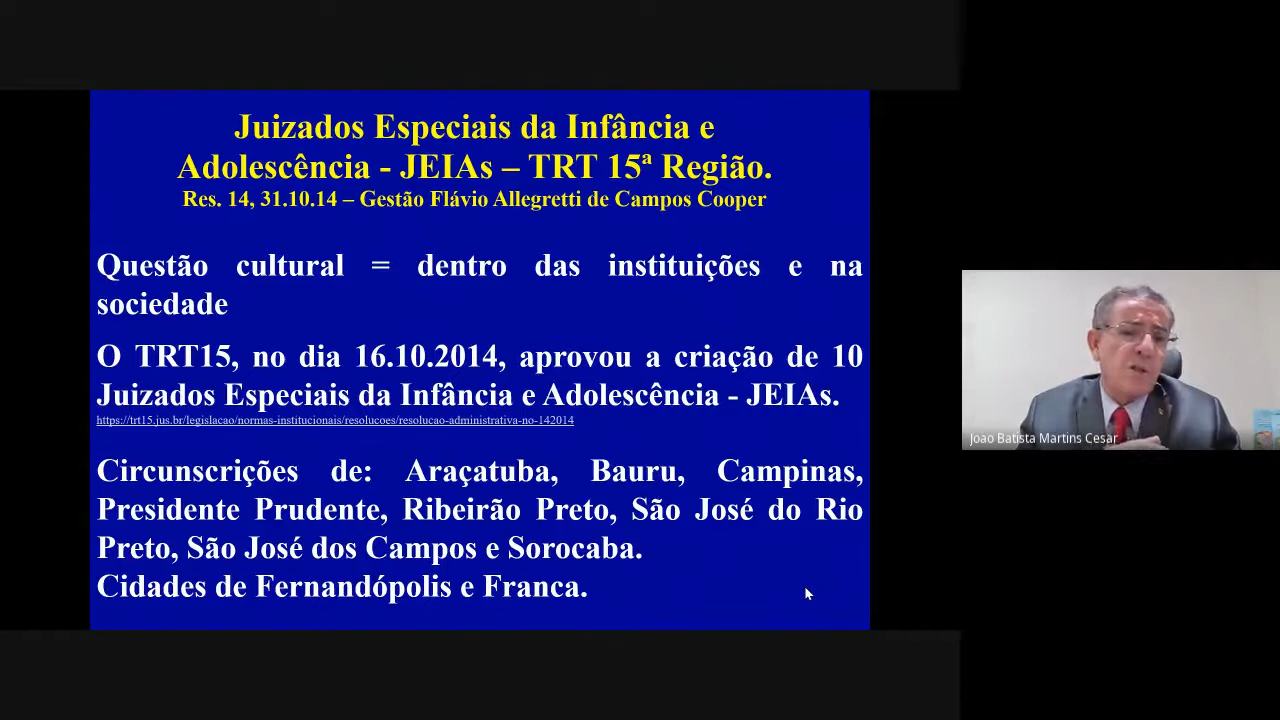 Juizados Especiais da Infância e
Adolescência - JEIAs – TRT 15ª Região.
Res. 14, 31.10.14 – Gestão Flávio Allegretti de Campos Cooper
Questão cultural = dentro das instituições e na
sociedade
O TRT15, no dia 16.10.2014, aprovou a criação de 10
Juizados Especiais da Infância e Adolescência - JEIAs.
https://trt15.jus.br/legislacao/normas-institucionais/resolucoes/resolucao-administrativa-no-142014
Circunscrições de: Araçatuba, Bauru, Campinas,
Presidente Prudente, Ribeirão Preto, São José do Rio
Preto, São José dos Campos e Sorocaba.
Cidades de Fernandópolis e Franca.
Joao Batista Martins Cesar